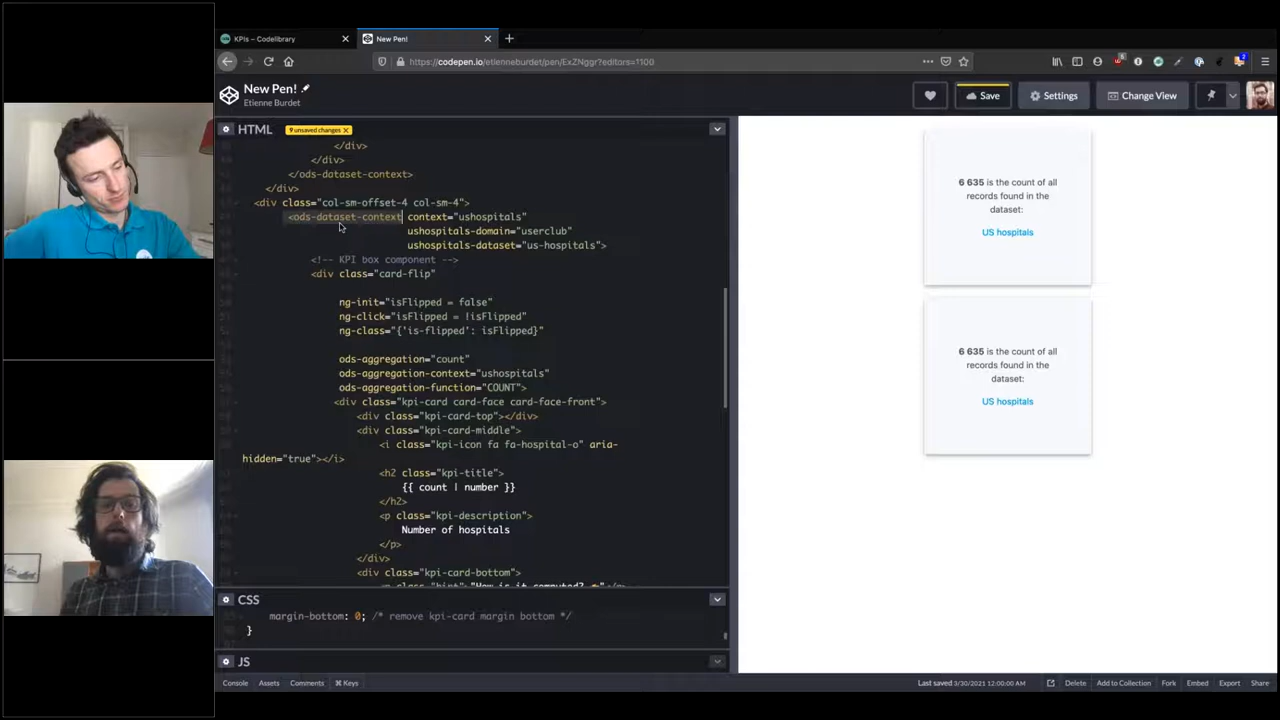 KPIs – Codelibrary
New Pen!
https://codepen.io/etienneburdet/pen/ExZNggr?editors=1100
New Pen!
Etienne Burdet
Save
Settings
Change View
HTML
9 unsaved changes X
</div>
</div>
</ods-dataset-context>
</div>
<div class="col-sm-offset-4 col-sm-4">
<ods-dataset-context context="ushospitals"
ushospitals-domain="userclub"
ushospitals-dataset="us-hospitals">
<!-- KPI box component -->
<div class="card-flip"
ng-init="isFlipped = false"
ng-click="isFlipped = !isFlipped"
ng-class="{'is-flipped': isFlipped}"
ods-aggregation="count"
ods-aggregation-context="ushospitals"
ods-aggregation-function="COUNT">
<div class="kpi-card card-face card-face-front">
<div class="kpi-card-top"></div>
<div class="kpi-card-middle">
<i class="kpi-icon fa fa-hospital-o" aria-
hidden="true"></i>
<h2 class="kpi-title">
{{ count | number }}
</h2>
<p class="kpi-description">
Number of hospitals
</p>
</div>
<div class="kpi-card-bottom">
<p class="hint">"How is it computed?
CSS
margin-bottom: 0; /* remove kpi-card margin bottom */
}
JS
6 635 is the count of all
records found in the
dataset:
US hospitals
6 635 is the count of all
records found in the
dataset:
US hospitals
Console Assets Comments ⌘ Keys
Last saved 3/30/2021 12:00:00 AM
Delete Add to Collection Fork Embed Export Share